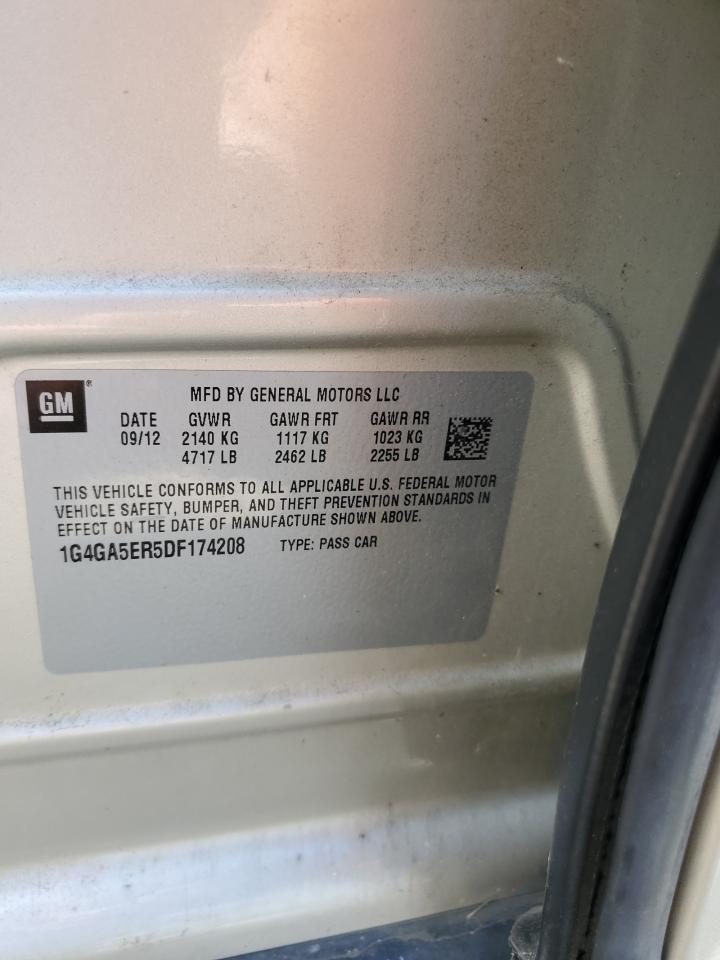 GM ® MFD BY GENERAL MOTORS LLC
DATE GVWR GAWR FRT GAWR RR
09/12 2140 KG 1117 KG 1023 KG
4717 LB 2462 LB 2255 LB
THIS VEHICLE CONFORMS TO ALL APPLICABLE U.S. FEDERAL MOTOR
VEHICLE SAFETY, BUMPER, AND THEFT PREVENTION STANDARDS IN
EFFECT ON THE DATE OF MANUFACTURE SHOWN ABOVE.
1G4GA5ER5DF174208 TYPE: PASS CAR